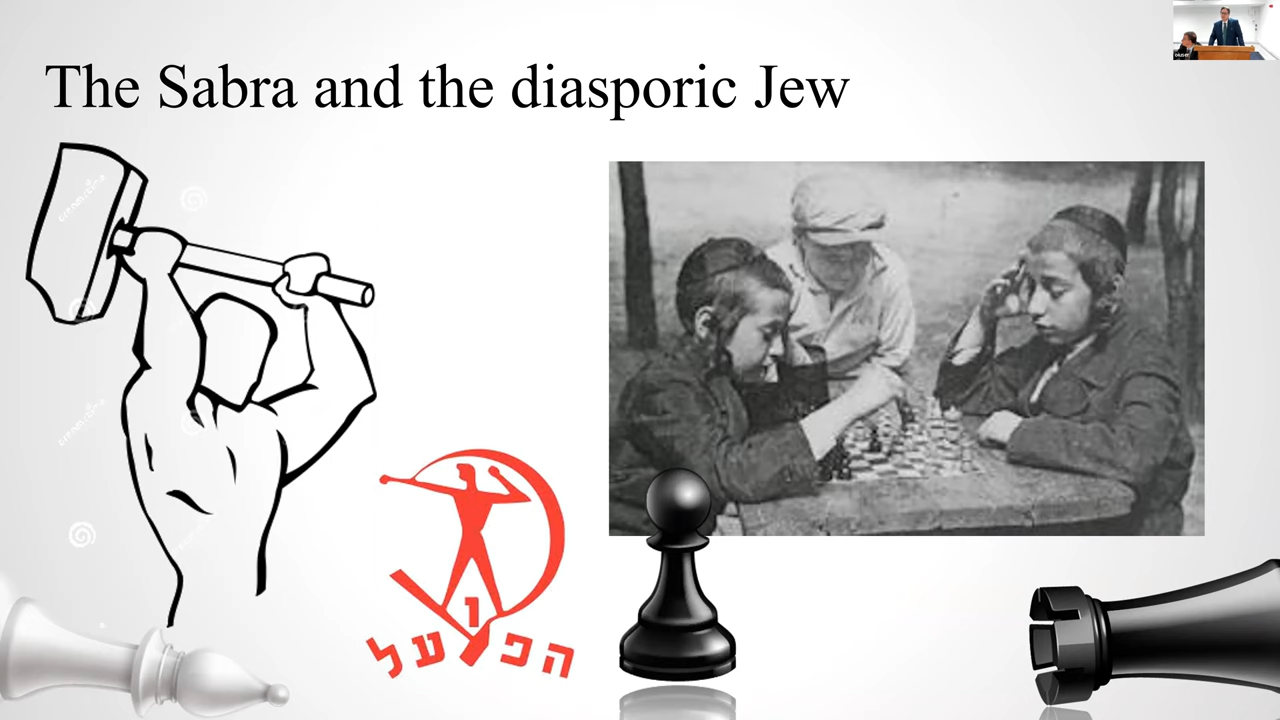 The Sabra and the diasporic Jew
הפועל